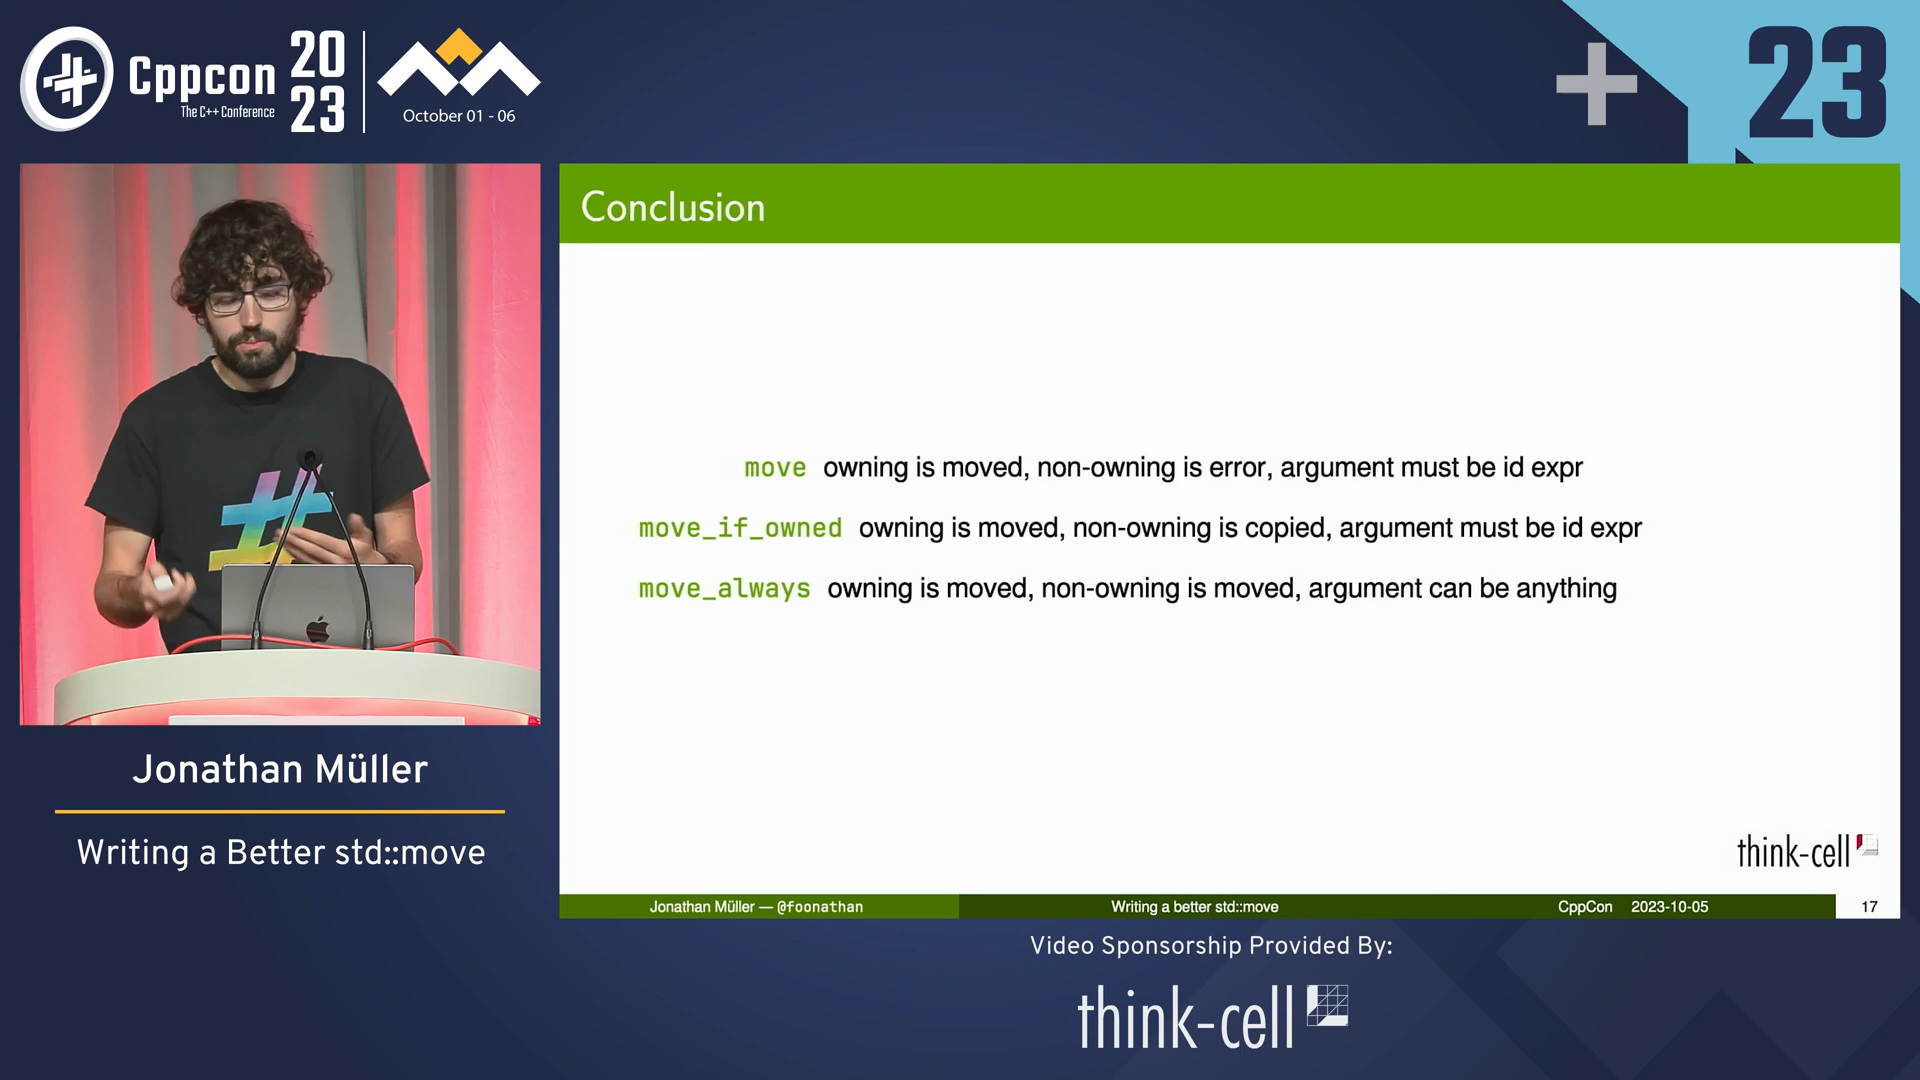 Cppcon
The C++ Conference
20
23
October 01 - 06
23
Conclusion
move owning is moved, non-owning is error, argument must be id expr
move_if_owned owning is moved, non-owning is copied, argument must be id expr
move_always owning is moved, non-owning is moved, argument can be anything
think-cell
Jonathan Müller — @foonathan Writing a better std::move CppCon 2023-10-05 17
Jonathan Müller
Writing a Better std::move
Video Sponsorship Provided By:
think-cell